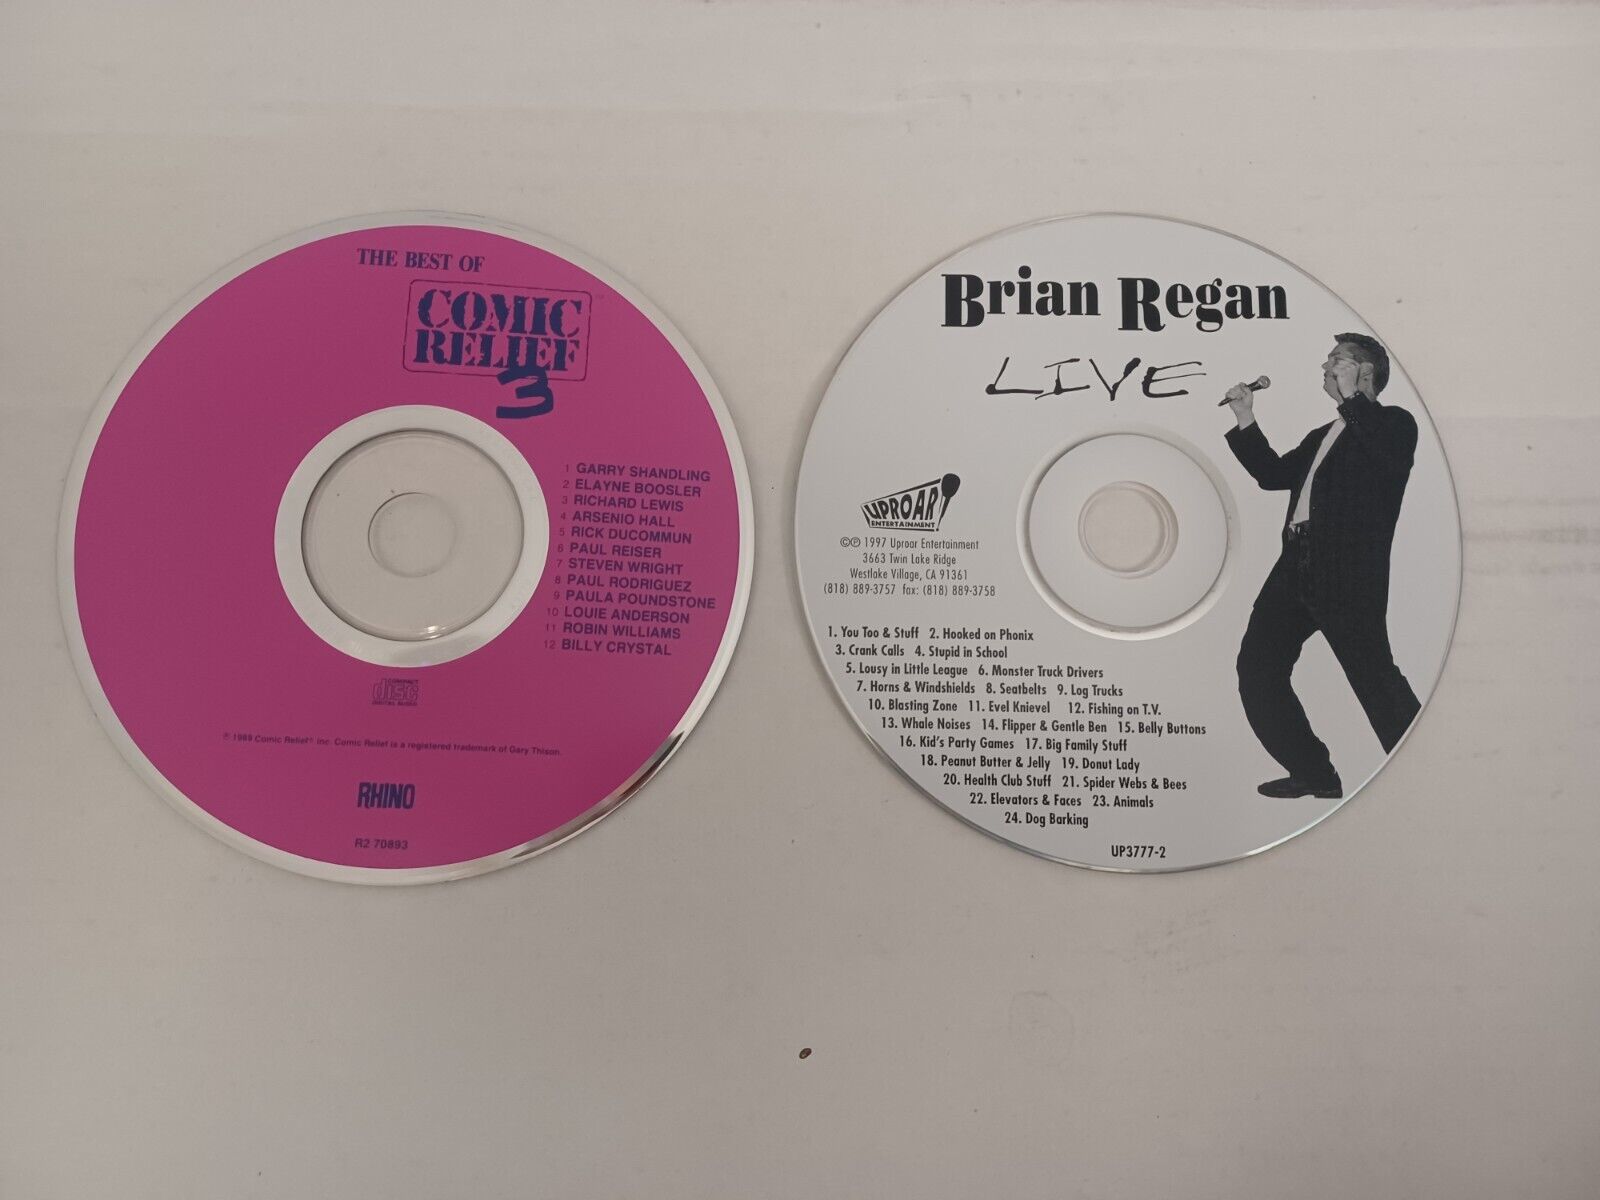 THE BEST OF
COMIC
RELIEF
3
1 GARRY SHANDLING
2 ELAYNE BOOSLER
3 RICHARD LEWIS
4 ARSENIO HALL
5 RICK DUCOMMUN
6 PAUL REISER
7 STEVEN WRIGHT
8 PAUL RODRIGUEZ
9 PAULA POUNDSTONE
10 LOUIE ANDERSON
11 ROBIN WILLIAMS
12 BILLY CRYSTAL
COMPACT
disc
DIGITAL AUDIO
℗ 1989 Comic Relief® Inc. Comic Relief is a registered trademark of Gary Thison.
RHINO
R2 70893
Brian Regan
LIVE
UPROAR
ENTERTAINMENT
©℗ 1997 Uproar Entertainment
3663 Twin Lake Ridge
Westlake Village, CA 91361
(818) 889-3757 fax: (818) 889-3758
1. You Too & Stuff 2. Hooked on Phonix
3. Crank Calls 4. Stupid in School
5. Lousy in Little League 6. Monster Truck Drivers
7. Horns & Windshields 8. Seatbelts 9. Log Trucks
10. Blasting Zone 11. Evel Knievel 12. Fishing on T.V.
13. Whale Noises 14. Flipper & Gentle Ben 15. Belly Buttons
16. Kid's Party Games 17. Big Family Stuff
18. Peanut Butter & Jelly 19. Donut Lady
20. Health Club Stuff 21. Spider Webs & Bees
22. Elevators & Faces 23. Animals
24. Dog Barking
UP3777-2